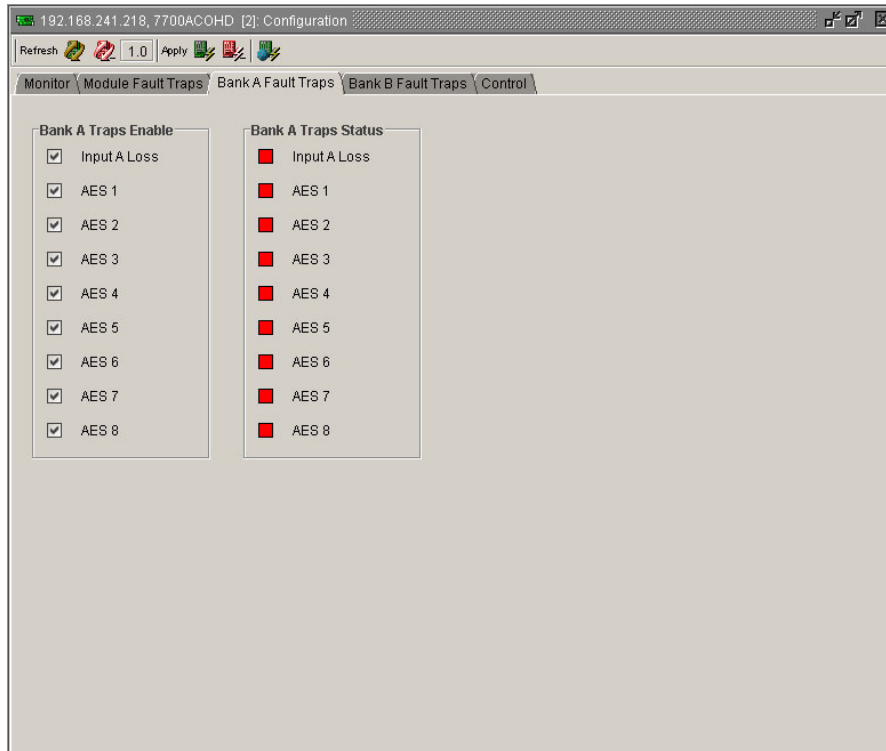 192.168.241.218, 7700ACOHD [2]: Configuration
Refresh 1.0 Apply
Monitor Module Fault Traps Bank A Fault Traps Bank B Fault Traps Control
Bank A Traps Enable
Input A Loss
AES 1
AES 2
AES 3
AES 4
AES 5
AES 6
AES 7
AES 8
Bank A Traps Status
Input A Loss
AES 1
AES 2
AES 3
AES 4
AES 5
AES 6
AES 7
AES 8